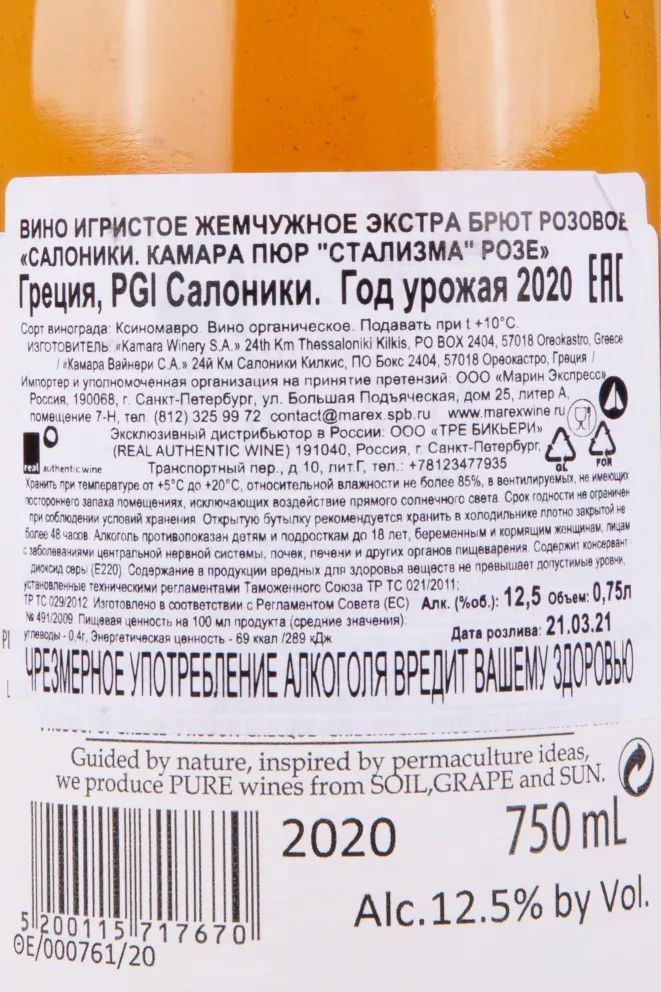 ВИНО ИГРИСТОЕ ЖЕМЧУЖНОЕ ЭКСТРА БРЮТ РОЗОВОЕ
«САЛОНИКИ. КАМАРА ПЮР "СТАЛИЗМА" РОЗЕ»
Греция, PGI Салоники. Год урожая 2020 EAC
Сорт винограда: Ксиномавро. Вино органическое. Подавать при t +10°С.
ИЗГОТОВИТЕЛЬ: «Kamara Winery S.A.» 24th Km Thessaloniki Kilkis, PO BOX 2404, 57018 Oreokastro, Greece
/ «Камара Вайнери С.А.» 24й Км Салоники Килкис, ПО Бокс 2404, 57018 Ореокастро, Греция /
Импортер и уполномоченная организация на принятие претензий: ООО «Марин Экспресс»
Россия, 190068, г. Санкт-Петербург, ул. Большая Подъяческая, дом 25, литер А,
помещение 7-Н, тел. (812) 325 99 72 contact@marex.spb.ru www.marexwine.ru
Эксклюзивный дистрибьютор в России: ООО «ТРЕ БИКЬЕРИ»
(REAL AUTHENTIC WINE) 191040, Россия, г. Санкт-Петербург,
real authentic wine Транспортный пер., д.10, лит.Г, тел.: +78123477935
GL FOR
Хранить при температуре от +5°С до +20°С, относительной влажности не более 85%, в вентилируемых, не имеющих
постороннего запаха помещениях, исключающих воздействие прямого солнечного света. Срок годности не ограничен
при соблюдении условий хранения. Открытую бутылку рекомендуется хранить в холодильнике плотно закрытой не
более 48 часов. Алкоголь противопоказан детям и подросткам до 18 лет, беременным и кормящим женщинам, лицам
с заболеваниями центральной нервной системы, почек, печени и других органов пищеварения. Содержит консервант
диоксид серы (Е220). Содержание в продукции вредных для здоровья веществ не превышает допустимые уровни,
установленные техническими регламентами Таможенного Союза ТР ТС 021/2011;
ТР ТС 029/2012. Изготовлено в соответствии с Регламентом Совета (ЕС) Алк. (%об.): 12,5 Объем: 0,75л
№ 491/2009. Пищевая ценность на 100 мл продукта (средние значения):
углеводы - 0,4г, Энергетическая ценность - 69 ккал /289 кДж Дата розлива: 21.03.21
ЧРЕЗМЕРНОЕ УПОТРЕБЛЕНИЕ АЛКОГОЛЯ ВРЕДИТ ВАШЕМУ ЗДОРОВЬЮ
Guided by nature, inspired by permaculture ideas,
we produce PURE wines from SOIL,GRAPE and SUN.
2020 750 mL
Alc.12.5% by Vol.
5 200115 717670
ΘE/000761/20